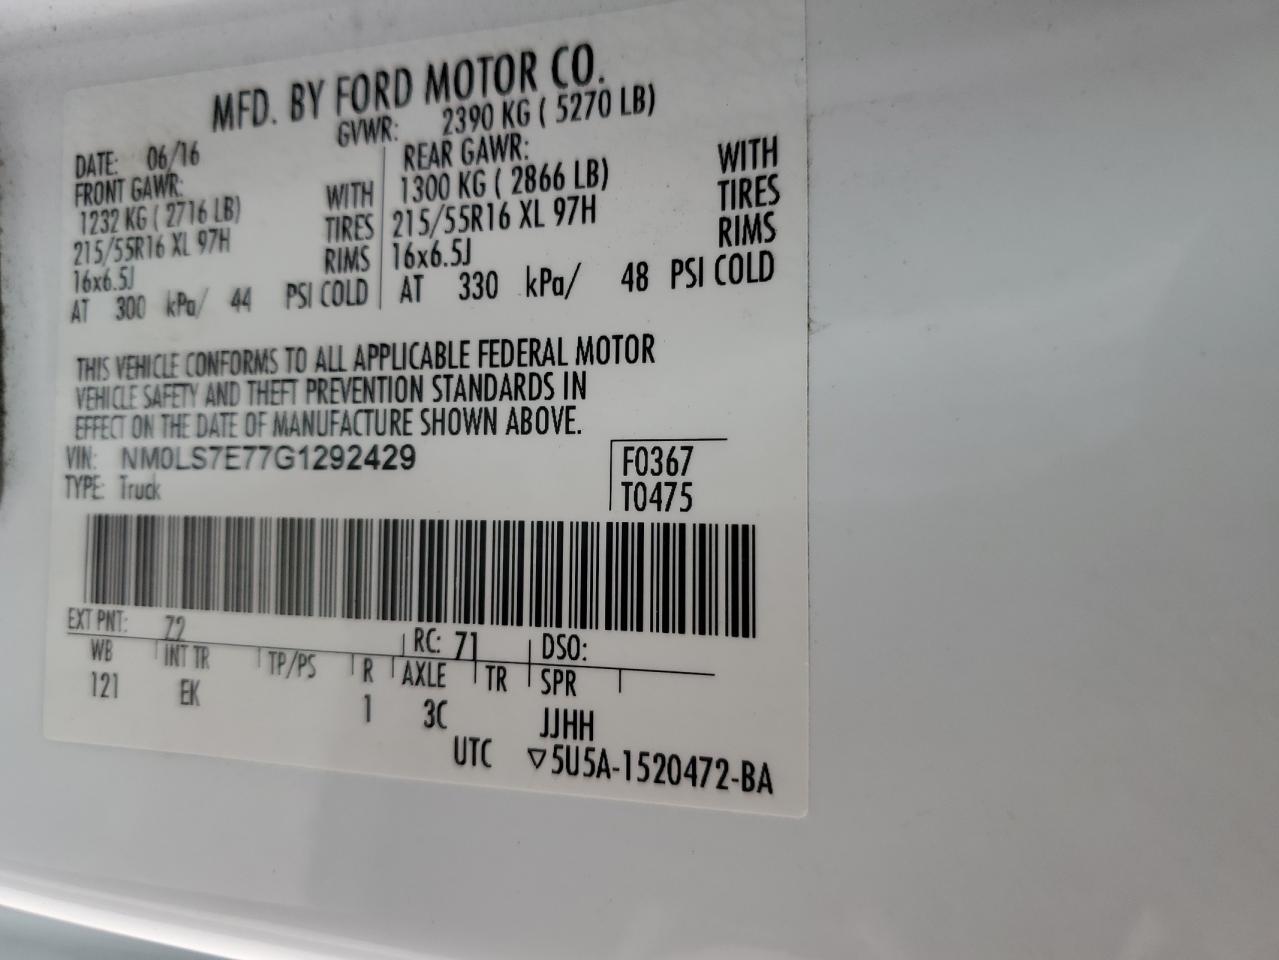 MFD. BY FORD MOTOR CO.
DATE: 06/16 GVWR: 2390 KG ( 5270 LB)
FRONT GAWR: REAR GAWR:
1232 KG ( 2716 LB) WITH 1300 KG ( 2866 LB) WITH
215/55R16 XL 97H TIRES 215/55R16 XL 97H TIRES
16x6.5J RIMS 16x6.5J RIMS
AT 300 kPa/ 44 PSI COLD AT 330 kPa/ 48 PSI COLD
THIS VEHICLE CONFORMS TO ALL APPLICABLE FEDERAL MOTOR
VEHICLE SAFETY AND THEFT PREVENTION STANDARDS IN
EFFECT ON THE DATE OF MANUFACTURE SHOWN ABOVE.
VIN: NM0LS7E77G1292429 F0367
TYPE: Truck T0475
EXT PNT: Z2 RC: 71 DSO:
WB INT TR TP/PS R AXLE TR SPR
121 EK 1 3C JJHH
UTC ▽5U5A-1520472-BA